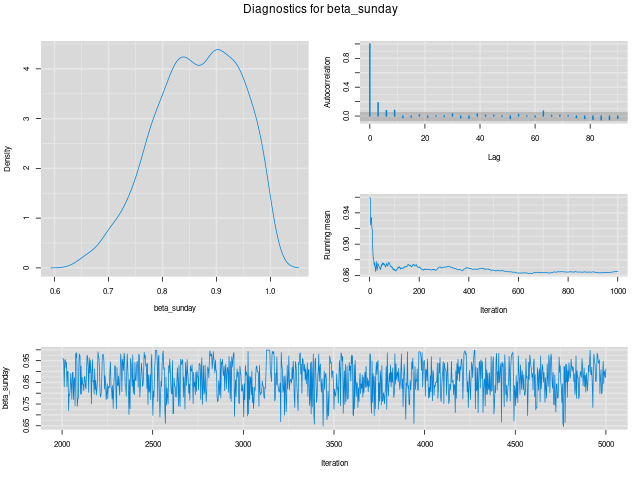 Diagnostics for beta_sunday
Density
0 1 2 3 4
0.6 0.7 0.8 0.9 1.0
beta_sunday
Autocorrelation
0.0 0.4 0.8
0 20 40 60 80
Lag
Running mean
0.86 0.90 0.94
0 200 400 600 800 1000
Iteration
beta_sunday
0.65 0.75 0.85 0.95
2000 2500 3000 3500 4000 4500 5000
Iteration